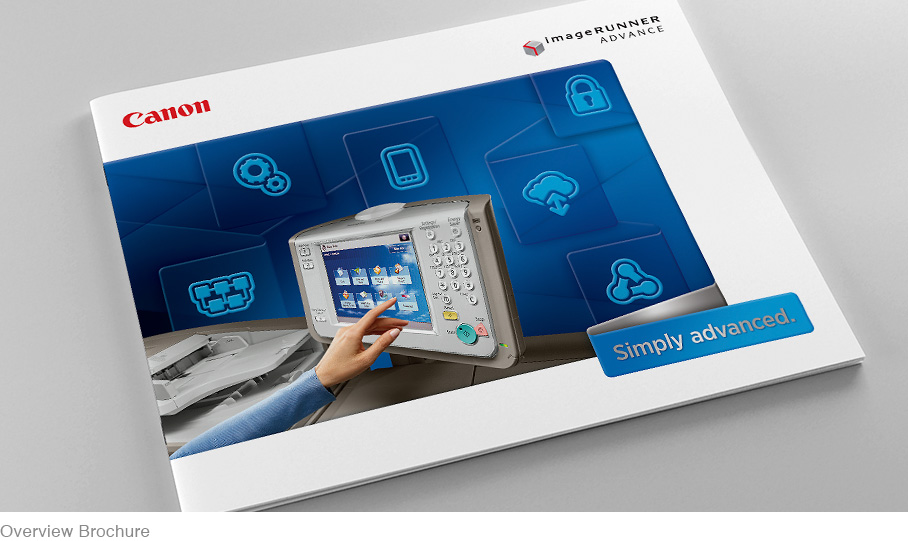 imageRUNNER
ADVANCE
Canon
Simply advanced.
Overview Brochure